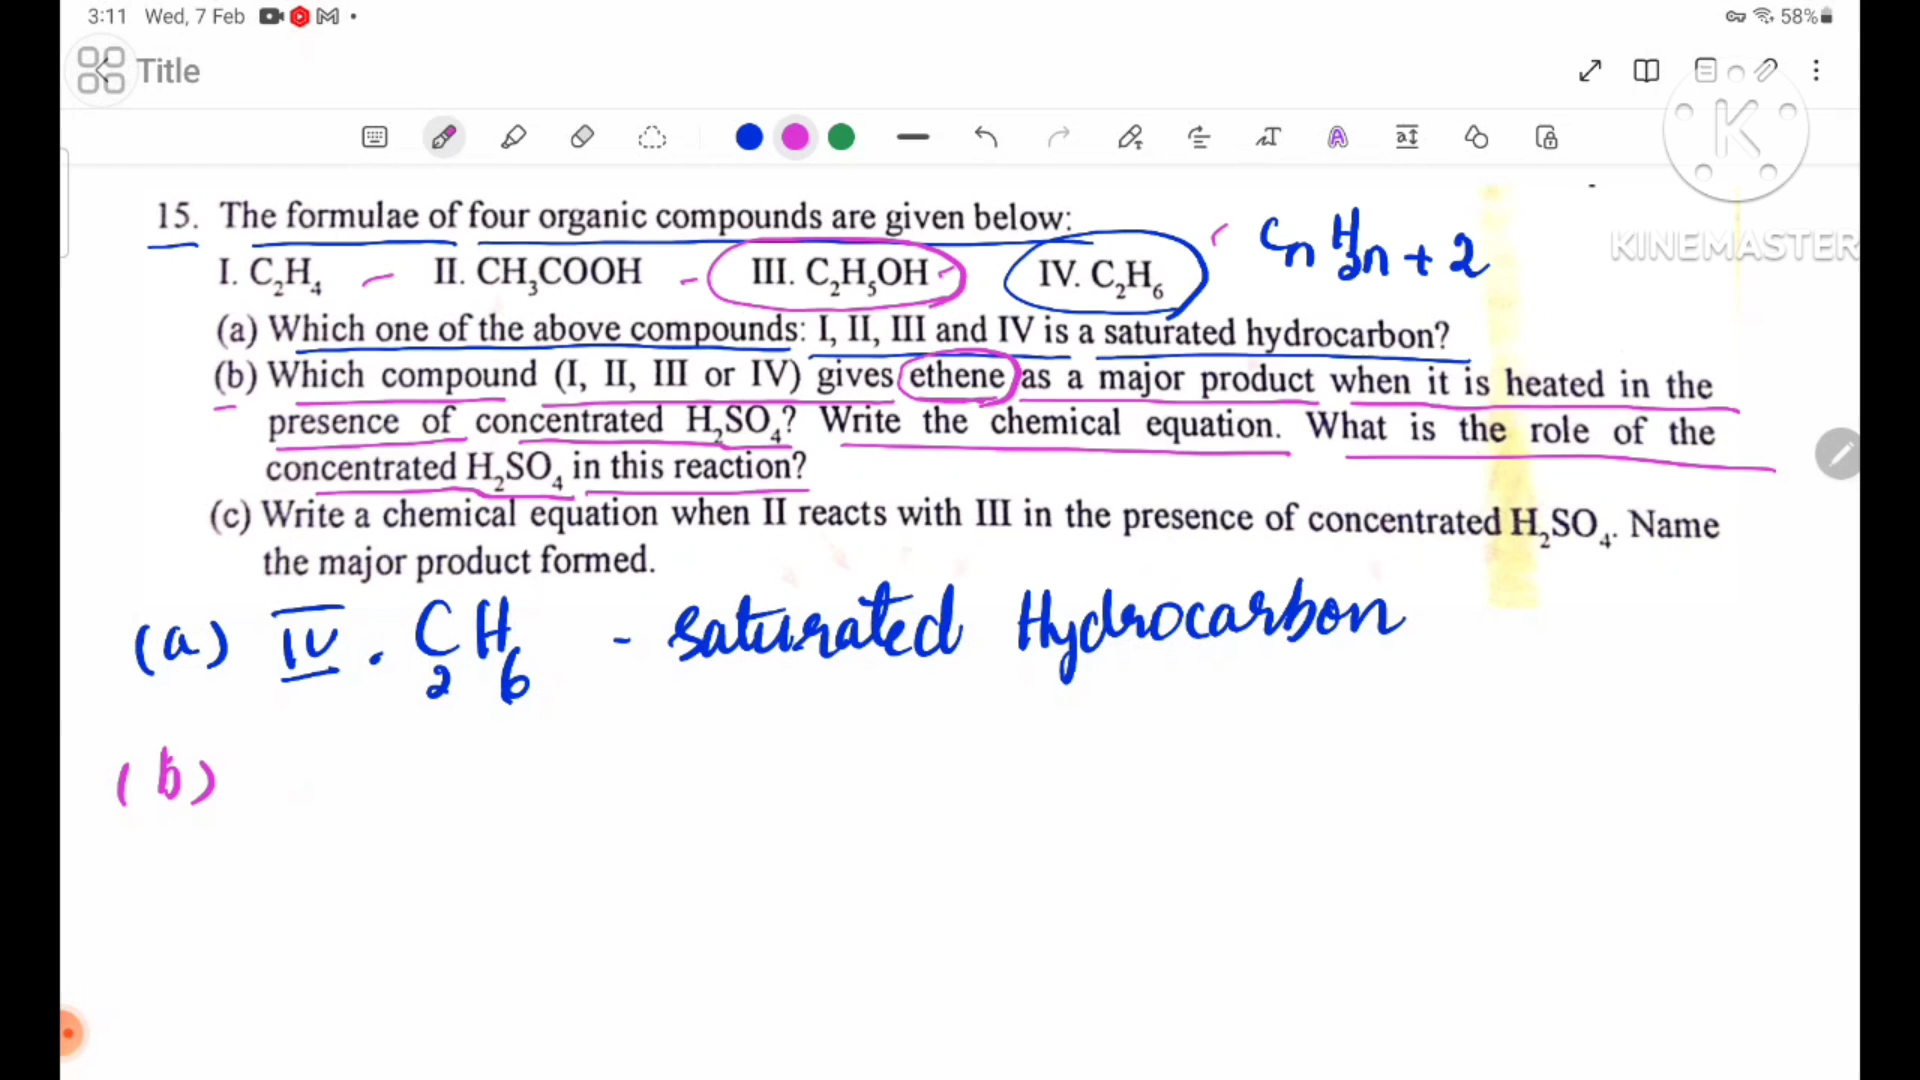 3:11 Wed, 7 Feb
58%
Title
K
KINEMASTER
15. The formulae of four organic compounds are given below:
CnH2n+2
I. C₂H₄ II. CH₃COOH III. C₂H₅OH IV. C₂H₆
(a) Which one of the above compounds: I, II, III and IV is a saturated hydrocarbon?
(b) Which compound (I, II, III or IV) gives ethene as a major product when it is heated in the
presence of concentrated H₂SO₄? Write the chemical equation. What is the role of the
concentrated H₂SO₄ in this reaction?
(c) Write a chemical equation when II reacts with III in the presence of concentrated H₂SO₄. Name
the major product formed.
(a) IV. C₂H₆ - saturated Hydrocarbon
(b)